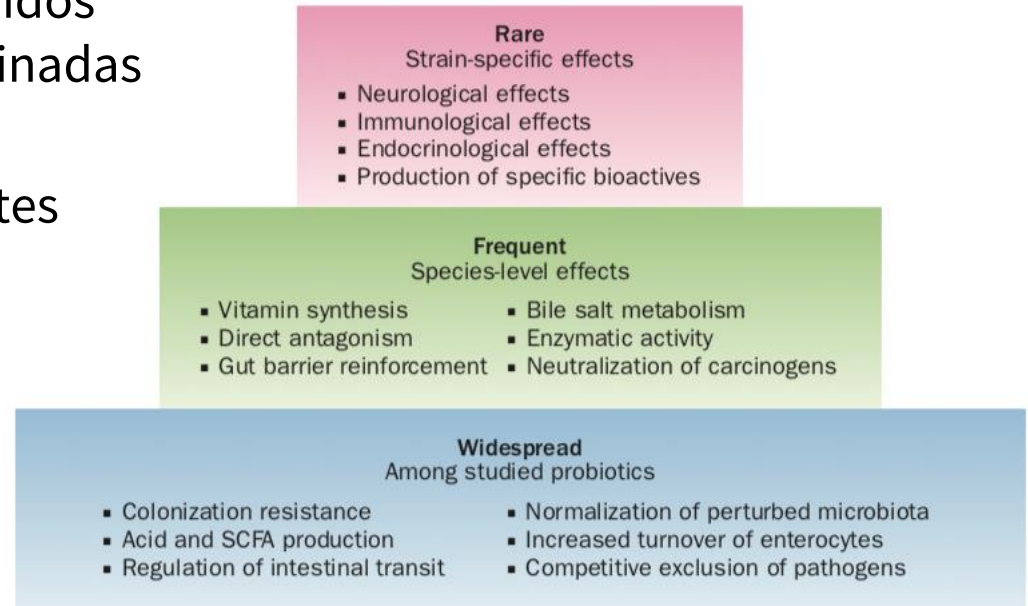 Rare
Strain-specific effects
▪ Neurological effects
▪ Immunological effects
▪ Endocrinological effects
▪ Production of specific bioactives
Frequent
Species-level effects
▪ Vitamin synthesis
▪ Direct antagonism
▪ Gut barrier reinforcement
▪ Bile salt metabolism
▪ Enzymatic activity
▪ Neutralization of carcinogens
Widespread
Among studied probiotics
▪ Colonization resistance
▪ Acid and SCFA production
▪ Regulation of intestinal transit
▪ Normalization of perturbed microbiota
▪ Increased turnover of enterocytes
▪ Competitive exclusion of pathogens